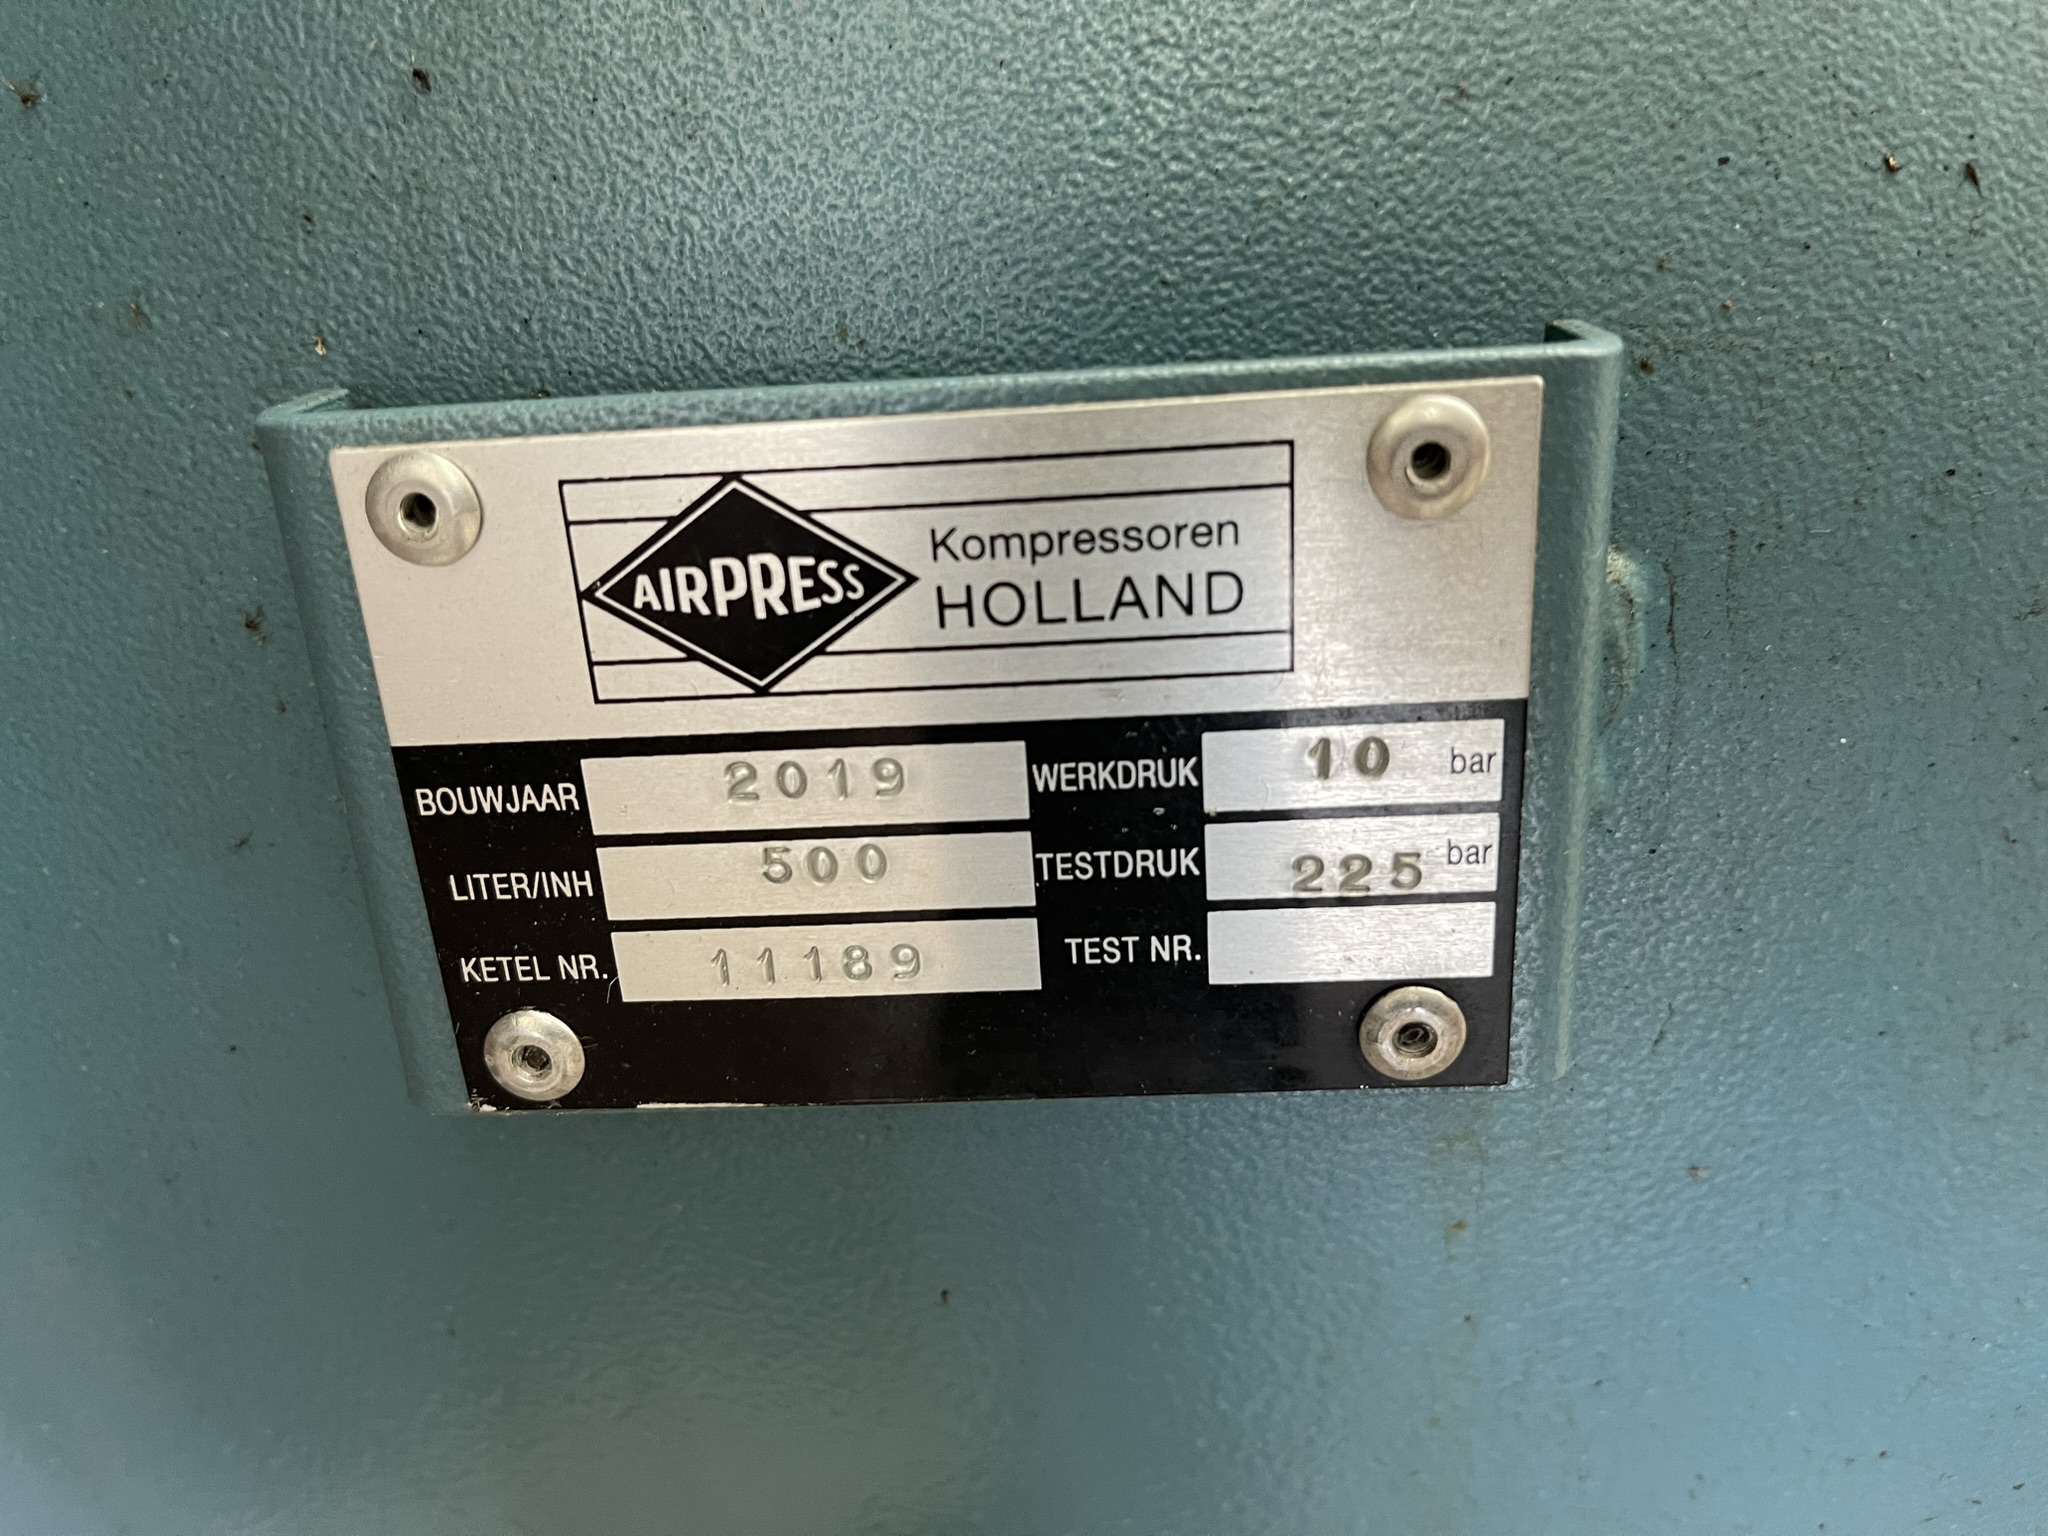 AIRPRESS
Kompressoren
HOLLAND
BOUWJAAR 2019 WERKDRUK 10 bar
LITER/INH 500 TESTDRUK 225 bar
KETEL NR. 11189 TEST NR.